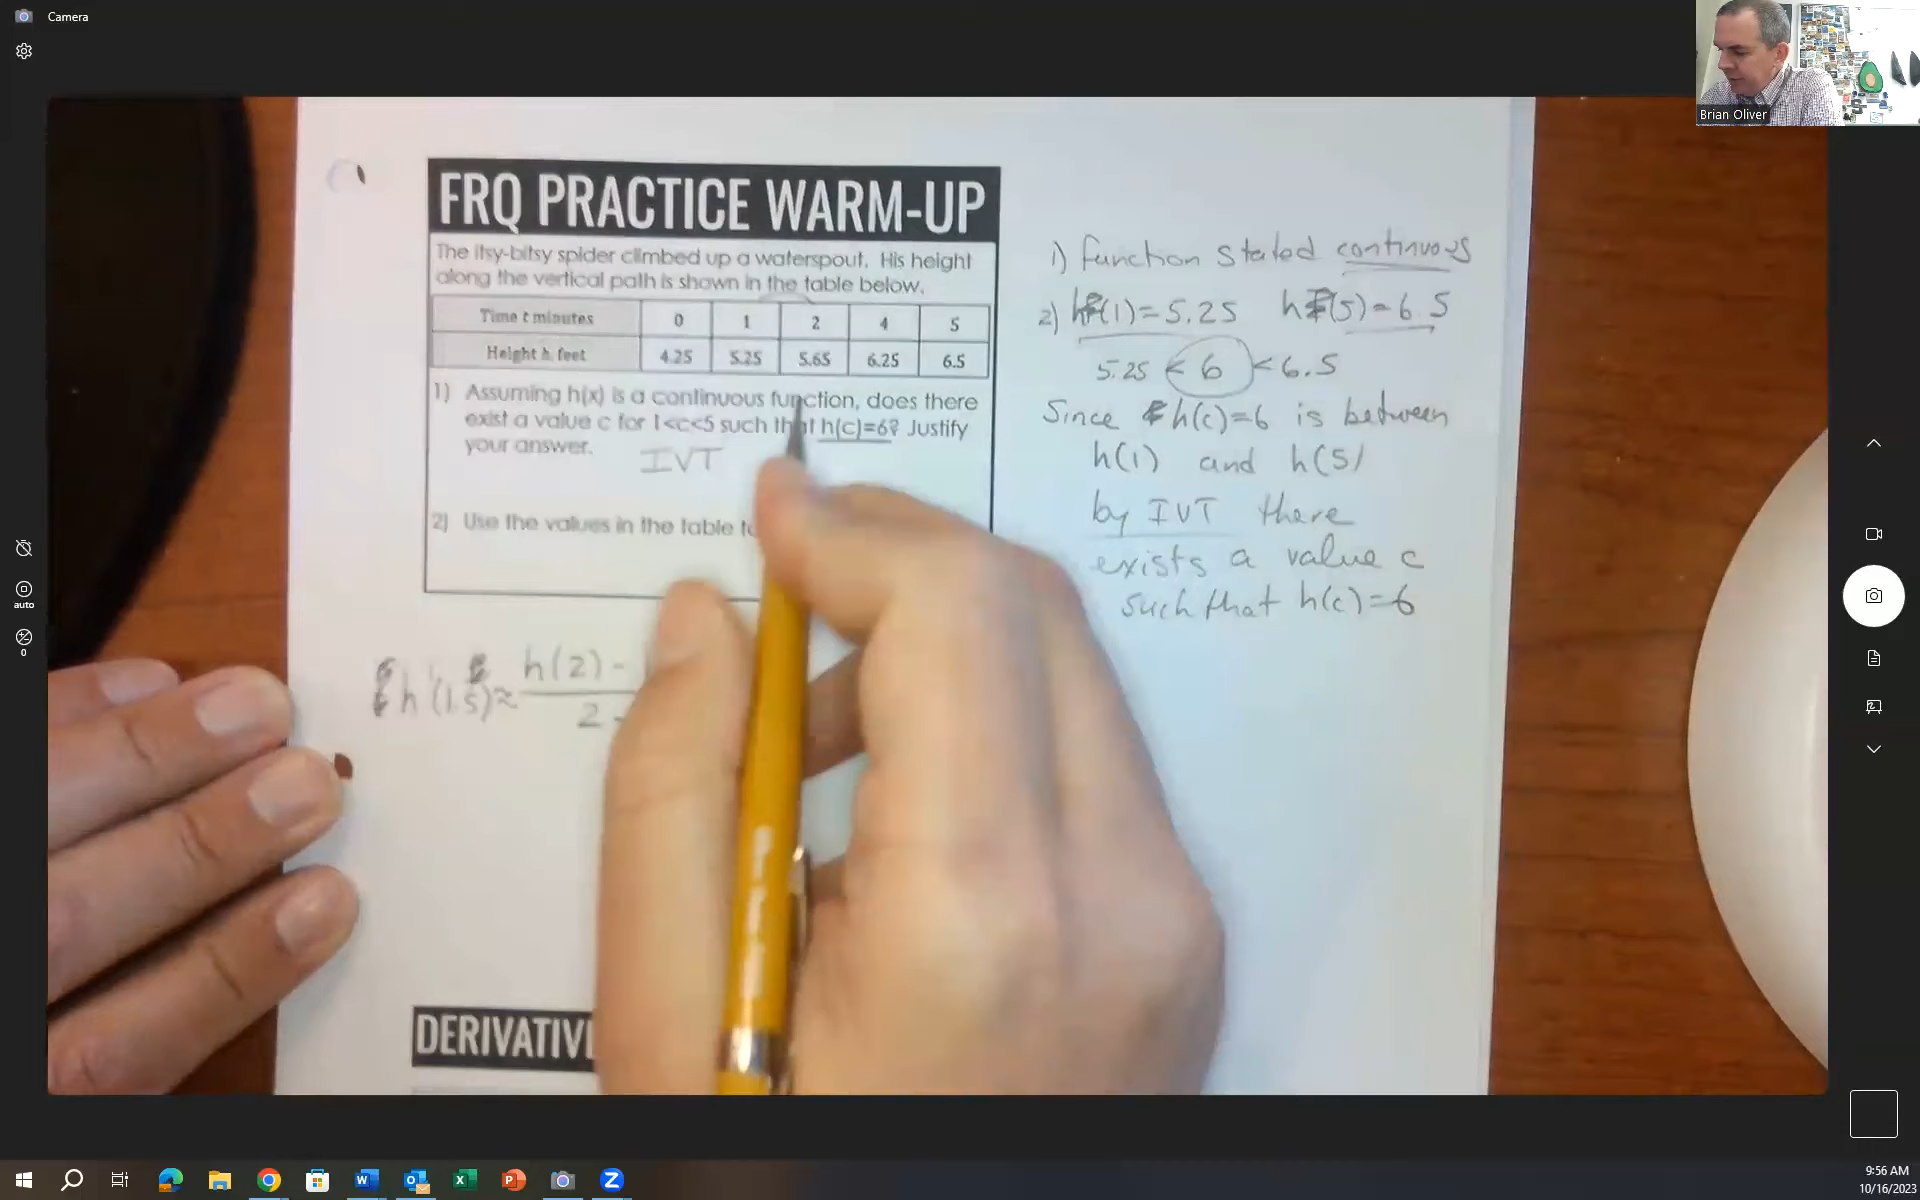 Camera
Brian Oliver
FRQ PRACTICE WARM-UP
The itsy-bitsy spider climbed up a waterspout. His height
along the vertical path is shown in the table below.
Time t minutes 0 1 2 4 5
Height h feet 4.25 5.25 5.65 6.25 6.5
1) Assuming h(x) is a continuous function, does there
exist a value c for 1<c<5 such that h(c)=6? Justify
your answer.
IVT
2) Use the values in the table
h'(1.5)≈ h(2) -
2 -
DERIVATIV
1) function stated continuous
2) h(1)=5.25 h(5)=6.5
5.25 < 6 < 6.5
Since h(c)=6 is between
h(1) and h(5)
by IVT there
exists a value c
such that h(c)=6
auto
0
9:56 AM
10/16/2023